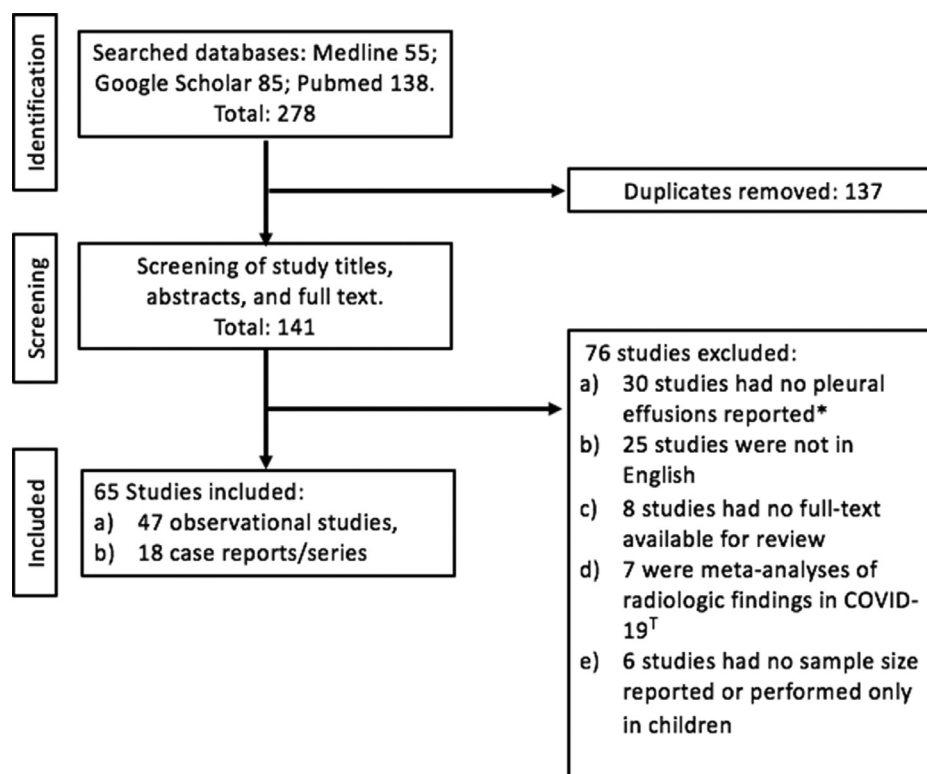 Identification
Searched databases: Medline 55;
Google Scholar 85; Pubmed 138.
Total: 278
Duplicates removed: 137
Screening
Screening of study titles,
abstracts, and full text.
Total: 141
76 studies excluded:
a) 30 studies had no pleural
effusions reported*
b) 25 studies were not in
English
c) 8 studies had no full-text
available for review
d) 7 were meta-analyses of
radiologic findings in COVID-
19ᵀ
e) 6 studies had no sample size
reported or performed only
in children
Included
65 Studies included:
a) 47 observational studies,
b) 18 case reports/series